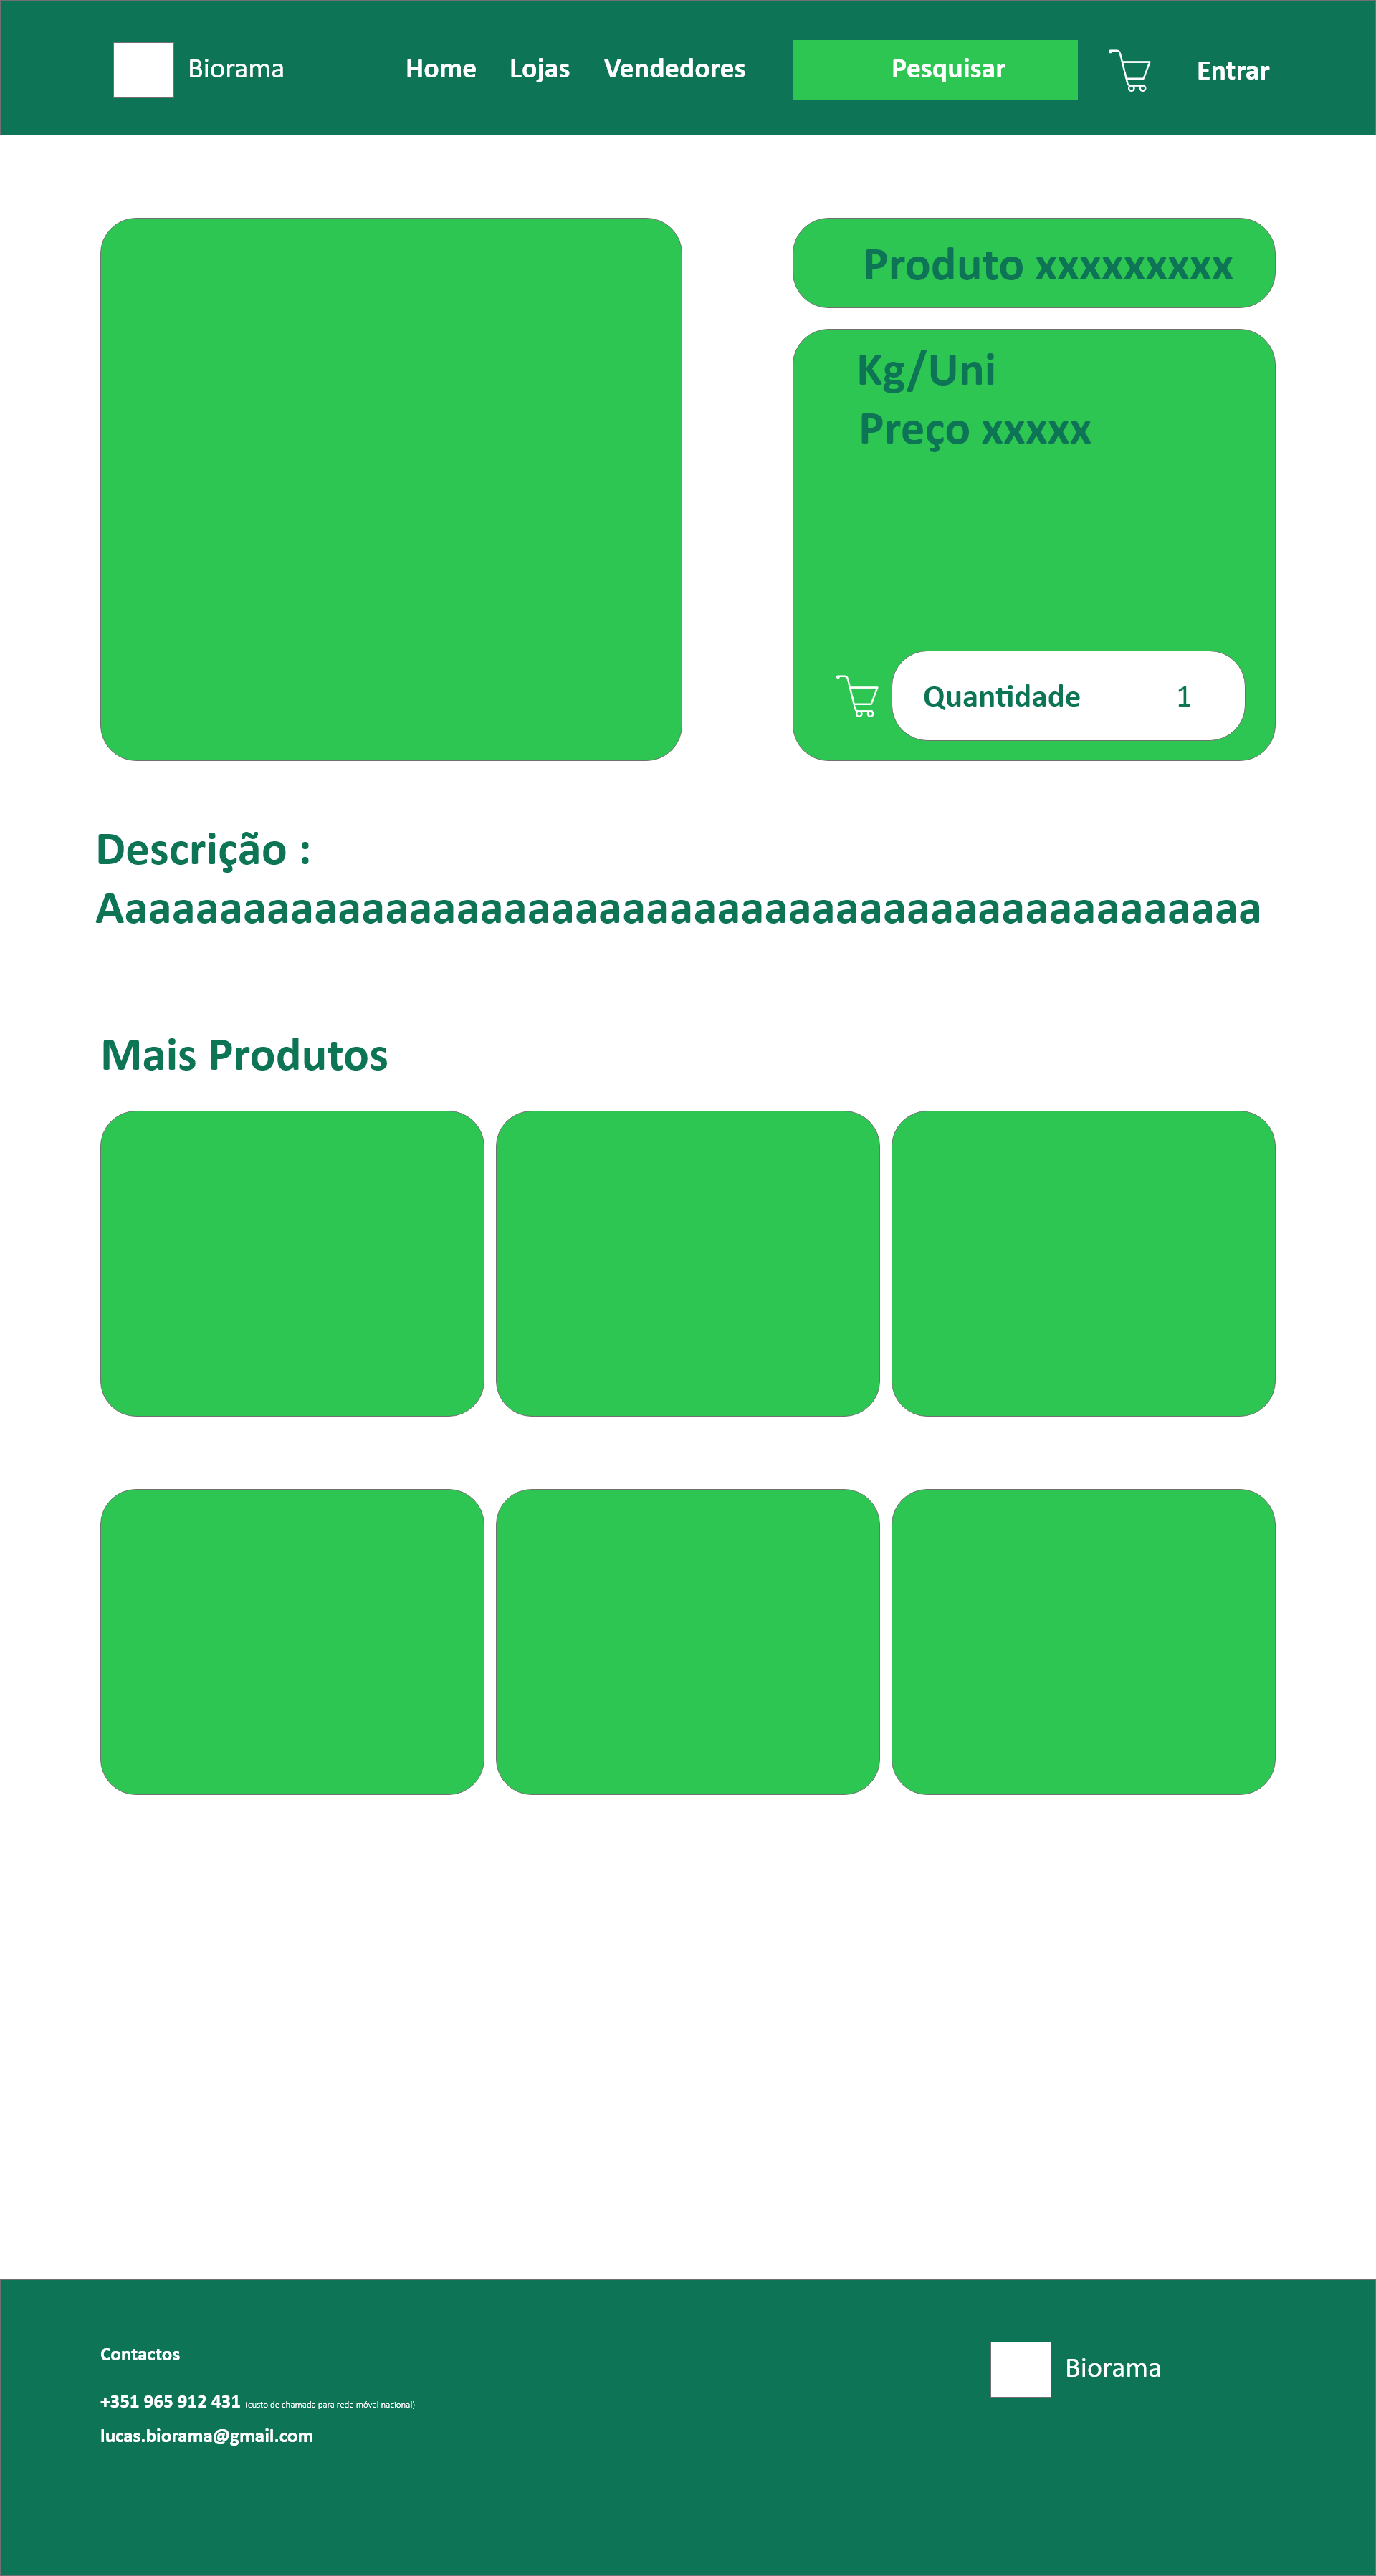 Biorama Home Lojas Vendedores Pesquisar Entrar
Produto xxxxxxxxx
Kg/Uni
Preço xxxxx
Quantidade 1
Descrição :
Aaaaaaaaaaaaaaaaaaaaaaaaaaaaaaaaaaaaaaaaaaaaaaaaa
Mais Produtos
Contactos
+351 965 912 431 (custo de chamada para rede móvel nacional)
lucas.biorama@gmail.com
Biorama